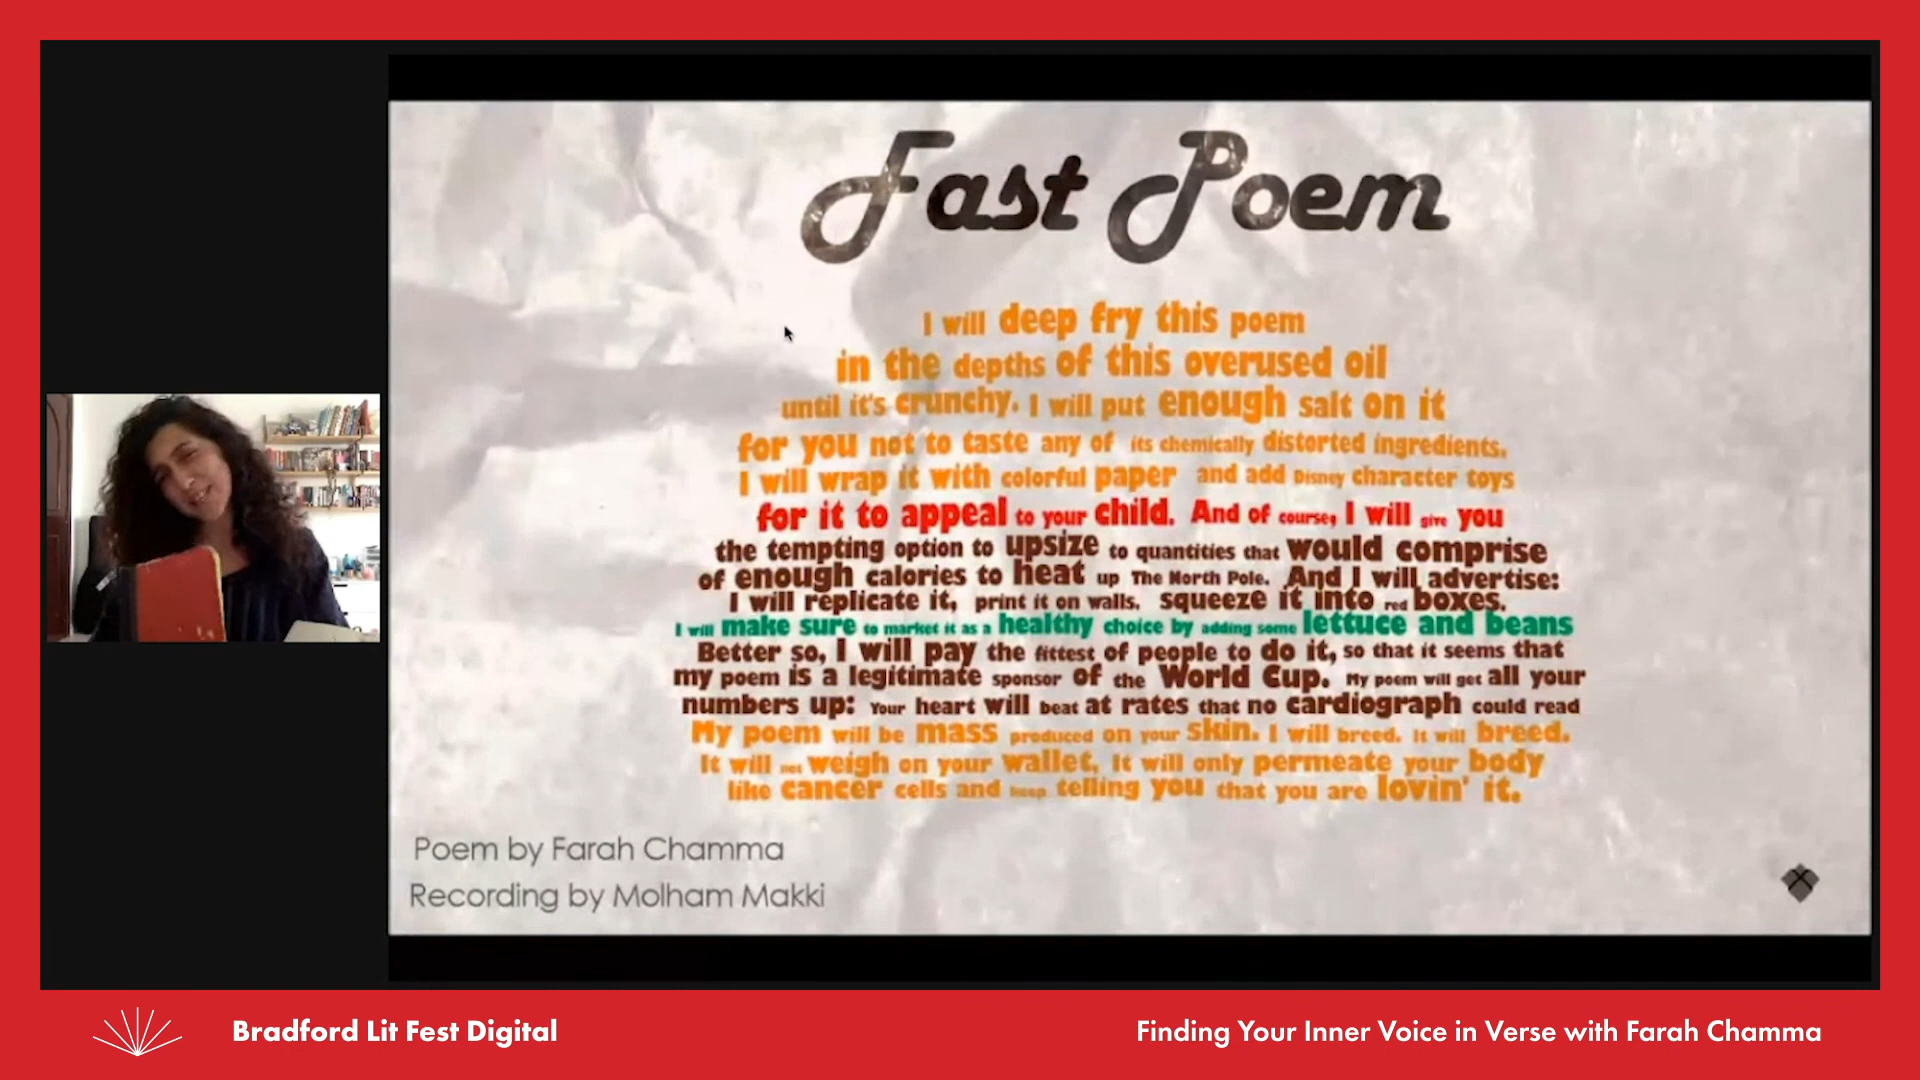 Fast Poem
I will deep fry this poem
in the depths of this overused oil
until it's crunchy. I will put enough salt on it
for you not to taste any of its chemically distorted ingredients.
I will wrap it with colorful paper and add Disney character toys
for it to appeal to your child. And of course, I will give you
the tempting option to upsize to quantities that would comprise
of enough calories to heat up The North Pole. And I will advertise:
I will replicate it, print it on walls, squeeze it into red boxes.
I will make sure to market it as a healthy choice by adding some lettuce and beans
Better so, I will pay the fittest of people to do it, so that it seems that
my poem is a legitimate sponsor of the World Cup. My poem will get all your
numbers up: Your heart will beat at rates that no cardiograph could read
My poem will be mass produced on your skin. I will breed. It will breed.
It will not weigh on your wallet, it will only permeate your body
like cancer cells and keep telling you that you are lovin' it.
Poem by Farah Chamma
Recording by Molham Makki
Bradford Lit Fest Digital
Finding Your Inner Voice in Verse with Farah Chamma